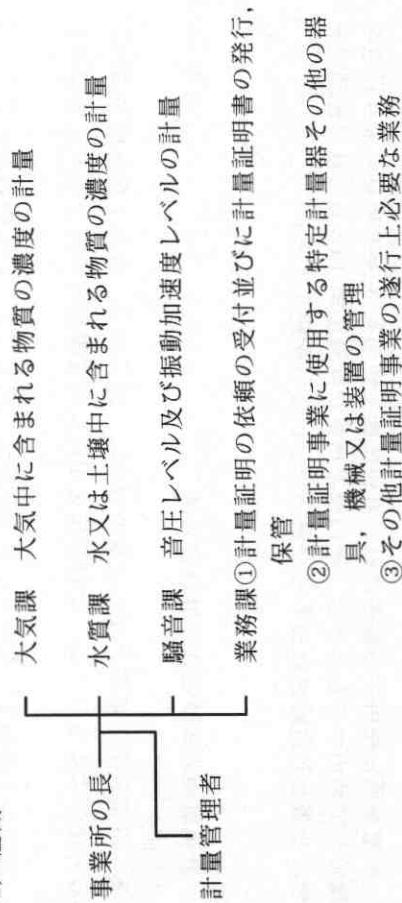 大気課　大気中に含まれる物質の濃度の計量
事業所の長
水質課　水又は土壌中に含まれる物質の濃度の計量
計量管理者
騒音課　音圧レベル及び振動加速度レベルの計量
業務課①計量証明の依頼の受付並びに計量証明書の発行，
保管
②計量証明事業に使用する特定計量器その他の器
具，機械又は装置の管理
③その他計量証明事業の遂行上必要な業務